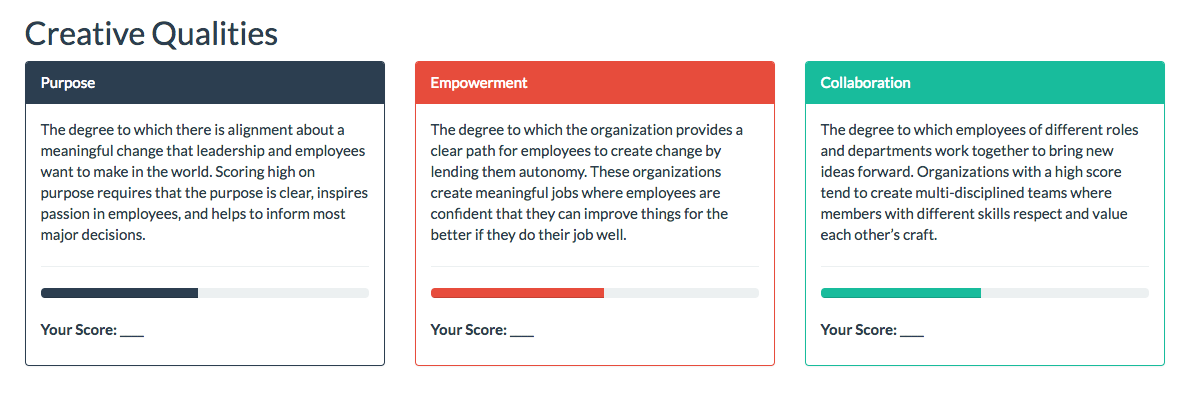 Creative Qualities
Purpose
The degree to which there is alignment about a
meaningful change that leadership and employees
want to make in the world. Scoring high on
purpose requires that the purpose is clear, inspires
passion in employees, and helps to inform most
major decisions.
Your Score: ___
Empowerment
The degree to which the organization provides a
clear path for employees to create change by
lending them autonomy. These organizations
create meaningful jobs where employees are
confident that they can improve things for the
better if they do their job well.
Your Score: ___
Collaboration
The degree to which employees of different roles
and departments work together to bring new
ideas forward. Organizations with a high score
tend to create multi-disciplined teams where
members with different skills respect and value
each other’s craft.
Your Score: ___